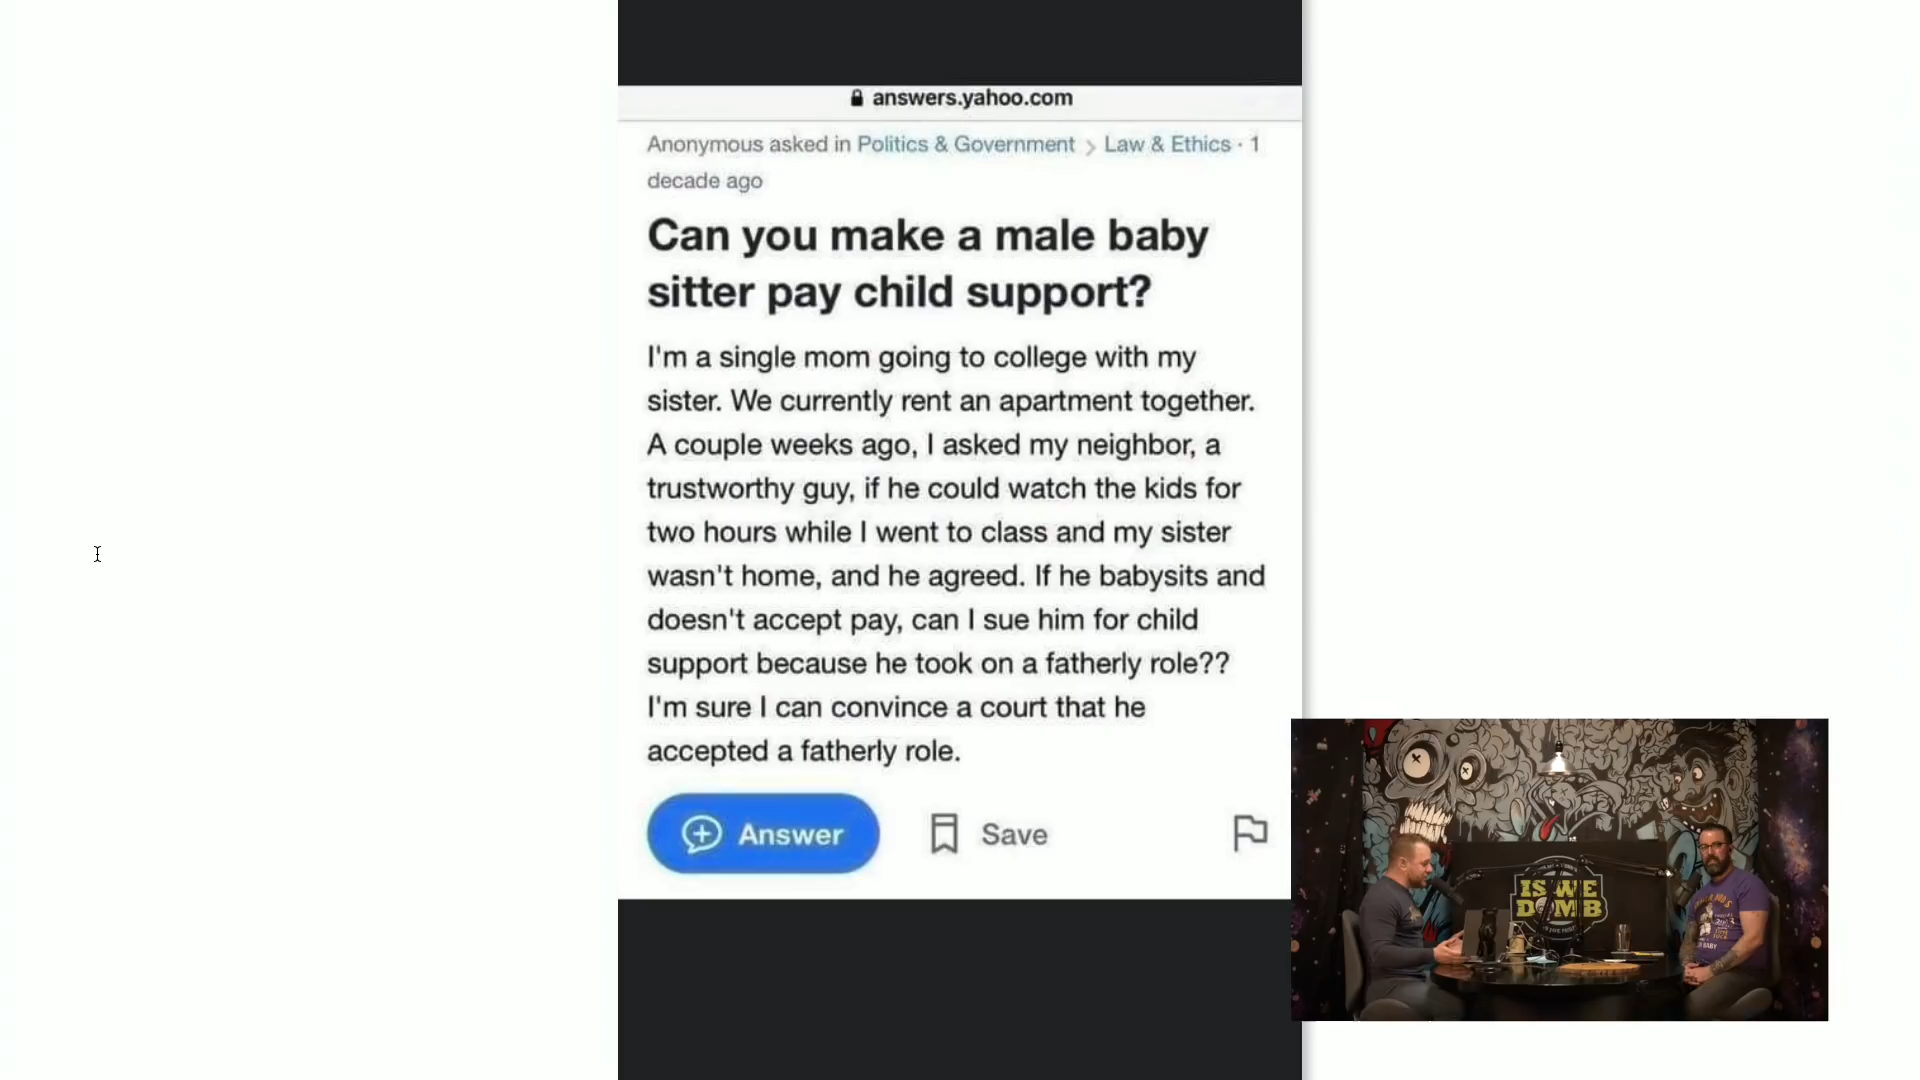 answers.yahoo.com
Anonymous asked in Politics & Government > Law & Ethics · 1
decade ago
Can you make a male baby
sitter pay child support?
I'm a single mom going to college with my
sister. We currently rent an apartment together.
A couple weeks ago, I asked my neighbor, a
trustworthy guy, if he could watch the kids for
two hours while I went to class and my sister
wasn't home, and he agreed. If he babysits and
doesn't accept pay, can I sue him for child
support because he took on a fatherly role??
I'm sure I can convince a court that he
accepted a fatherly role.
Answer
Save
IS WE
DOMB